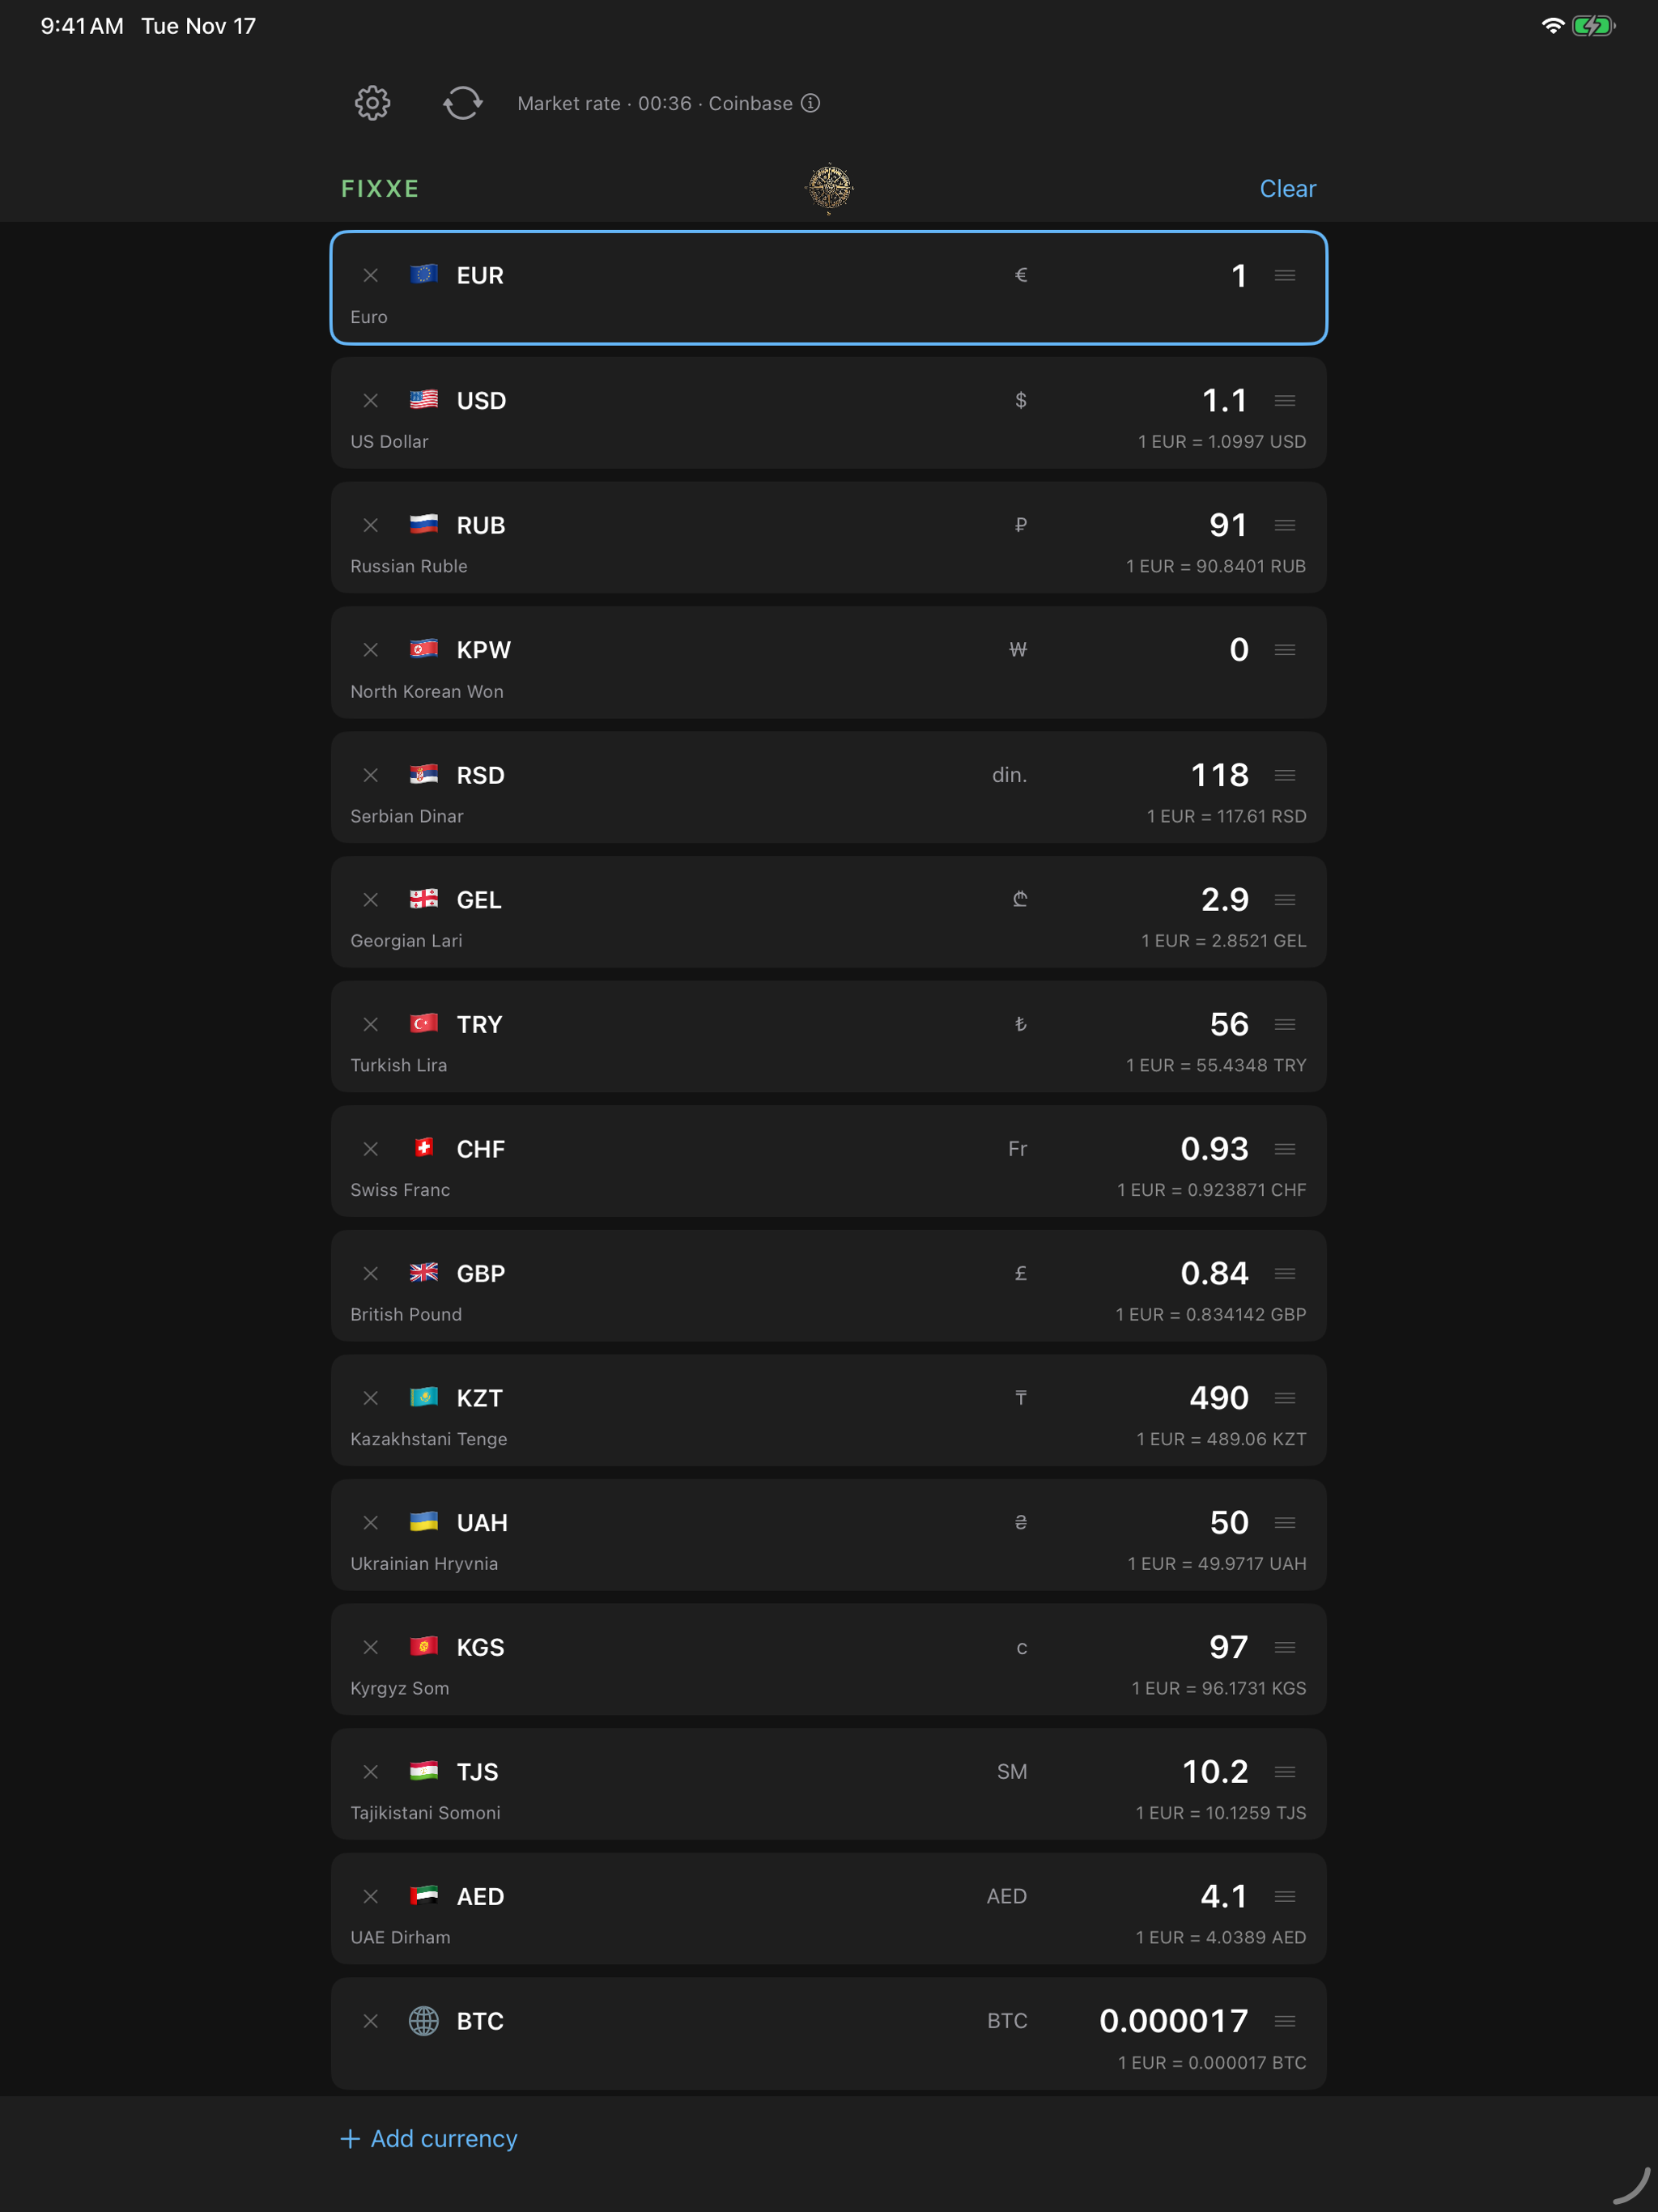 9:41 AM Tue Nov 17
Market rate · 00:36 · Coinbase
FIXXE
Clear
EUR € 1
Euro
USD $ 1.1
US Dollar 1 EUR = 1.0997 USD
RUB ₽ 91
Russian Ruble 1 EUR = 90.8401 RUB
KPW ₩ 0
North Korean Won
RSD din. 118
Serbian Dinar 1 EUR = 117.61 RSD
GEL ₾ 2.9
Georgian Lari 1 EUR = 2.8521 GEL
TRY ₺ 56
Turkish Lira 1 EUR = 55.4348 TRY
CHF Fr 0.93
Swiss Franc 1 EUR = 0.923871 CHF
GBP £ 0.84
British Pound 1 EUR = 0.834142 GBP
KZT ₸ 490
Kazakhstani Tenge 1 EUR = 489.06 KZT
UAH ₴ 50
Ukrainian Hryvnia 1 EUR = 49.9717 UAH
KGS с 97
Kyrgyz Som 1 EUR = 96.1731 KGS
TJS SM 10.2
Tajikistani Somoni 1 EUR = 10.1259 TJS
AED AED 4.1
UAE Dirham 1 EUR = 4.0389 AED
BTC BTC 0.000017
1 EUR = 0.000017 BTC
+ Add currency